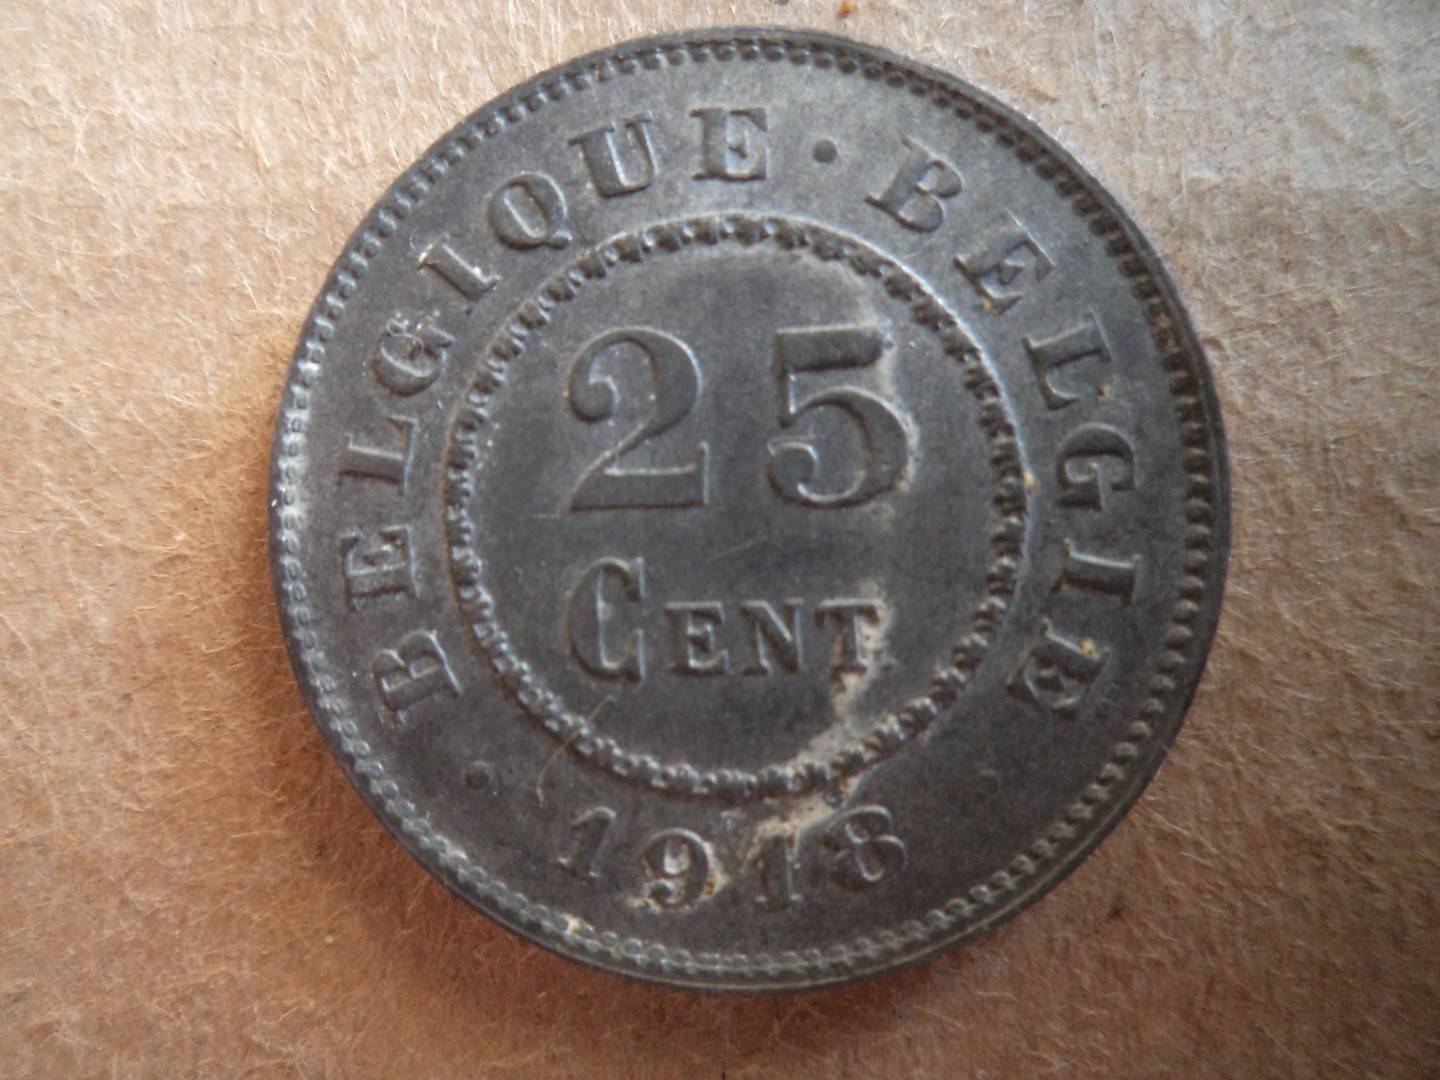 BELGIQUE · BELGIE
25
CENT
· 1918 ·